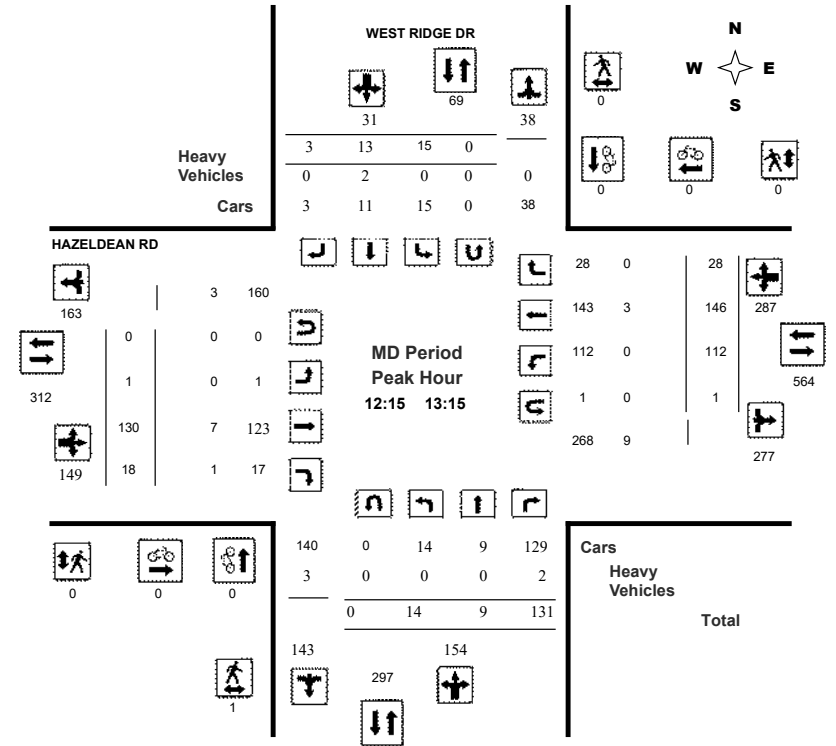 WEST RIDGE DR
N
W E
S
69
0
31 38
3 13 15 0
Heavy
Vehicles
0 2 0 0 0
Cars
3 11 15 0 38
0 0 0
HAZELDEAN RD
163
3 160
0 0 0
312
1 0 1
130 7 123
149
18 1 17
MD Period
Peak Hour
12:15 13:15
28 0 28
143 3 146 287
112 0 112
564
1 0 1
268 9
277
140 0 14 9 129
3 0 0 0 2
0 14 9 131
Cars
Heavy
Vehicles
Total
0 0 0
143 154
297
1